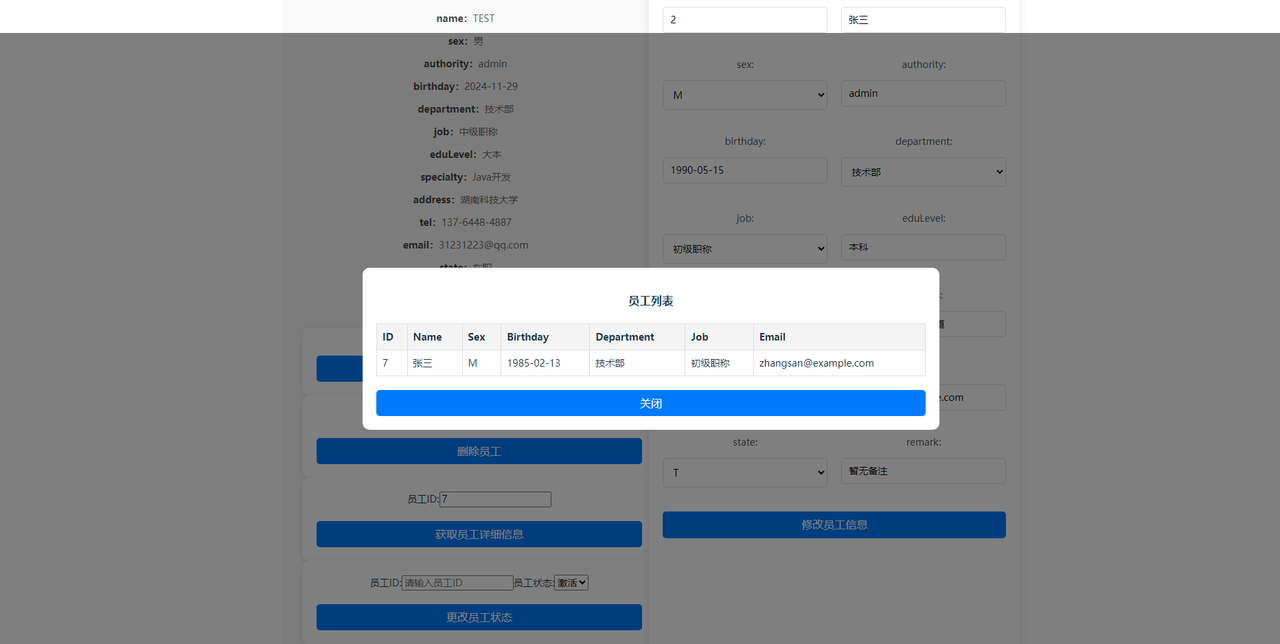 name：TEST
sex：男
authority：admin
birthday：2024-11-29
department：技术部
job：中级职称
eduLevel：大本
specialty：Java开发
address：湖南科技大学
tel：137-6448-4887
email：31231223@qq.com
state：在职
2 张三
sex: authority:
M admin
birthday: department:
1990-05-15 技术部
job: eduLevel:
初级职称 本科
员工列表
ID Name Sex Birthday Department Job Email
7 张三 M 1985-02-13 技术部 初级职称 zhangsan@example.com
关闭
e.com
state: remark:
T 暂无备注
修改员工信息
删除员工
员工ID:7
获取员工详细信息
员工ID:请输入员工ID 员工状态:激活
更改员工状态